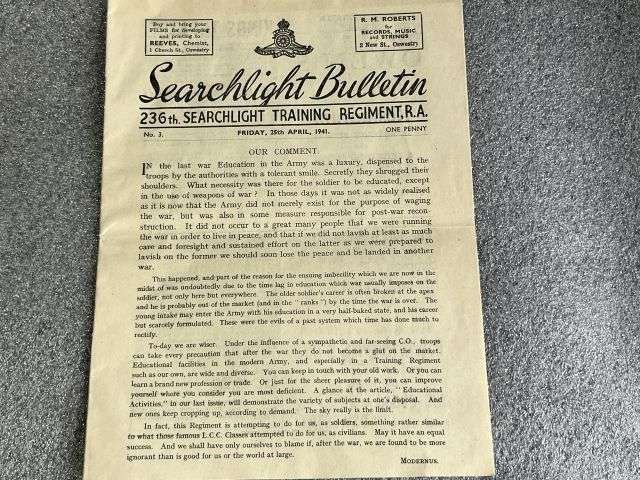 Buy and bring your
FILMS for developing
and printing to
REEVES, Chemist,
1 Church St., Oswestry
R. M. ROBERTS
for
RECORDS, MUSIC
and STRINGS
2 New St., Oswestry
Searchlight Bulletin
236th. SEARCHLIGHT TRAINING REGIMENT, R.A.
No. 3. FRIDAY, 25th APRIL, 1941. ONE PENNY
OUR COMMENT.
IN the last war Education in the Army was a luxury, dispensed to the
troops by the authorities with a tolerant smile. Secretly they shrugged their
shoulders. What necessity was there for the soldier to be educated, except
in the use of weapons of war? In those days it was not as widely realised
as it is now that the Army did not merely exist for the purpose of waging
the war, but was also in some measure responsible for post-war recon-
struction. It did not occur to a great many people that we were running
the war in order to live in peace, and that if we did not lavish at least as much
care and foresight and sustained effort on the latter as we were prepared to
lavish on the former we should soon lose the peace and be landed in another
war.
This happened, and part of the reason for the ensuing imbecility which we are now in the
midst of was undoubtedly due to the time lag in education which war usually imposes on the
soldier, not only here but everywhere. The older soldier's career is often broken at the apex
and he is probably out of the market (and in the "ranks") by the time the war is over. The
young intake may enter the Army with his education in a very half-baked state, and his career
but scarcely formulated. These were the evils of a past system which time has done much to
rectify.
To-day we are wiser. Under the influence of a sympathetic and far-seeing C.O., troops
can take every precaution that after the war they do not become a glut on the market.
Educational facilities in the modern Army, and especially in a Training Regiment
such as our own, are wide and diverse. You can keep in touch with your old work. Or you can
learn a brand new profession or trade. Or just for the sheer pleasure of it, you can improve
yourself where you consider you are most deficient. A glance at the article, "Educational
Activities," in our last issue, will demonstrate the variety of subjects at one's disposal. And
new ones keep cropping up, according to demand. The sky really is the limit.
In fact, this Regiment is attempting to do for us, as soldiers, something rather similar
to what those famous L.C.C. Classes attempted to do for us, as civilians. May it have an equal
success. And we shall have only ourselves to blame if, after the war, we are found to be more
ignorant than is good for us or the world at large.
MODERNUS.